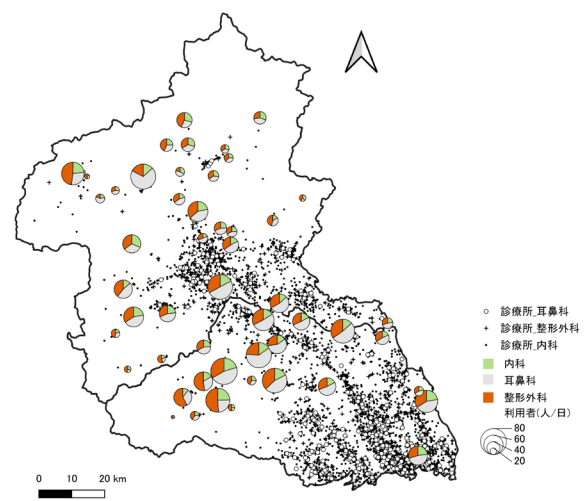 診療所_耳鼻科
診療所_整形外科
診療所_内科
内科
耳鼻科
整形外科
利用者(人/日)
80
60
40
20
0 10 20 km